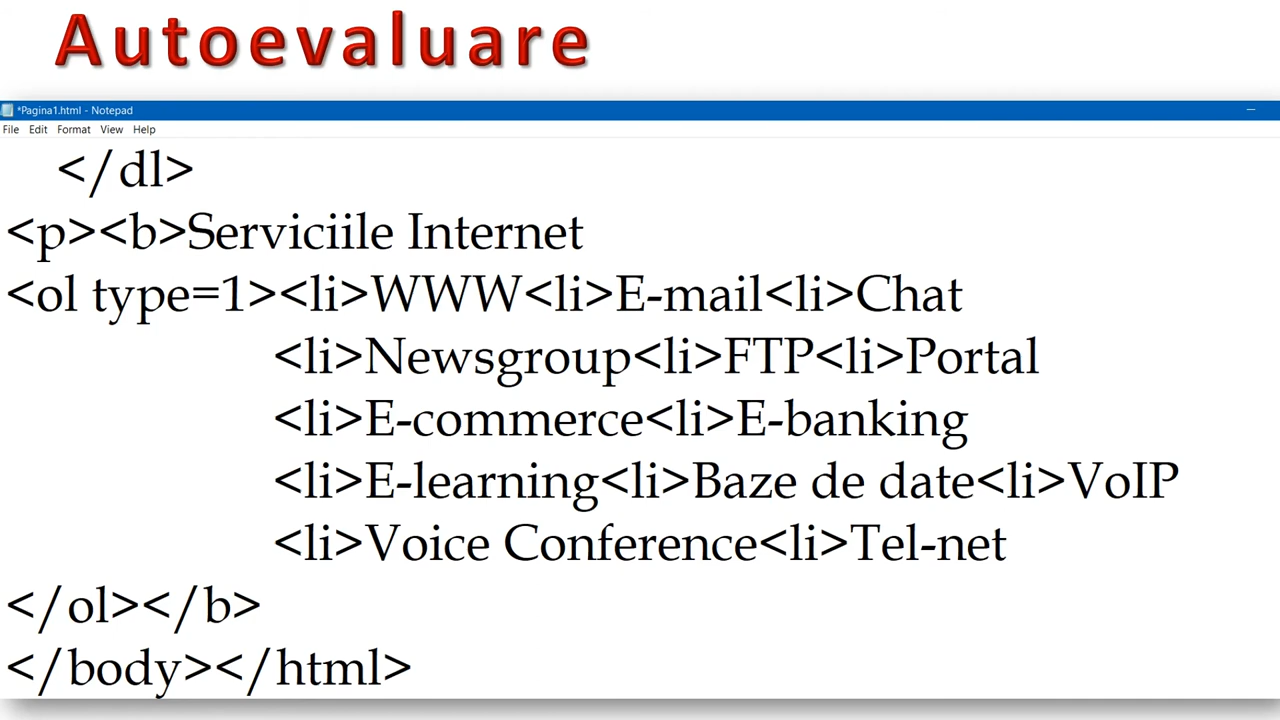 Autoevaluare
*Pagina1.html - Notepad
File Edit Format View Help
</dl>
<p><b>Serviciile Internet
<ol type=1><li>WWW<li>E-mail<li>Chat
<li>Newsgroup<li>FTP<li>Portal
<li>E-commerce<li>E-banking
<li>E-learning<li>Baze de date<li>VoIP
<li>Voice Conference<li>Tel-net
</ol></b>
</body></html>